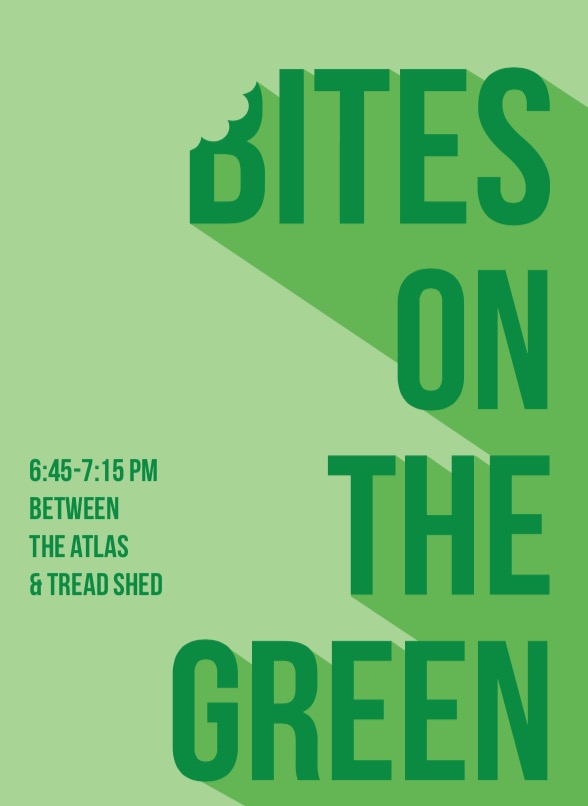 BITES
ON
THE
GREEN
6:45-7:15 PM
BETWEEN
THE ATLAS
& TREAD SHED